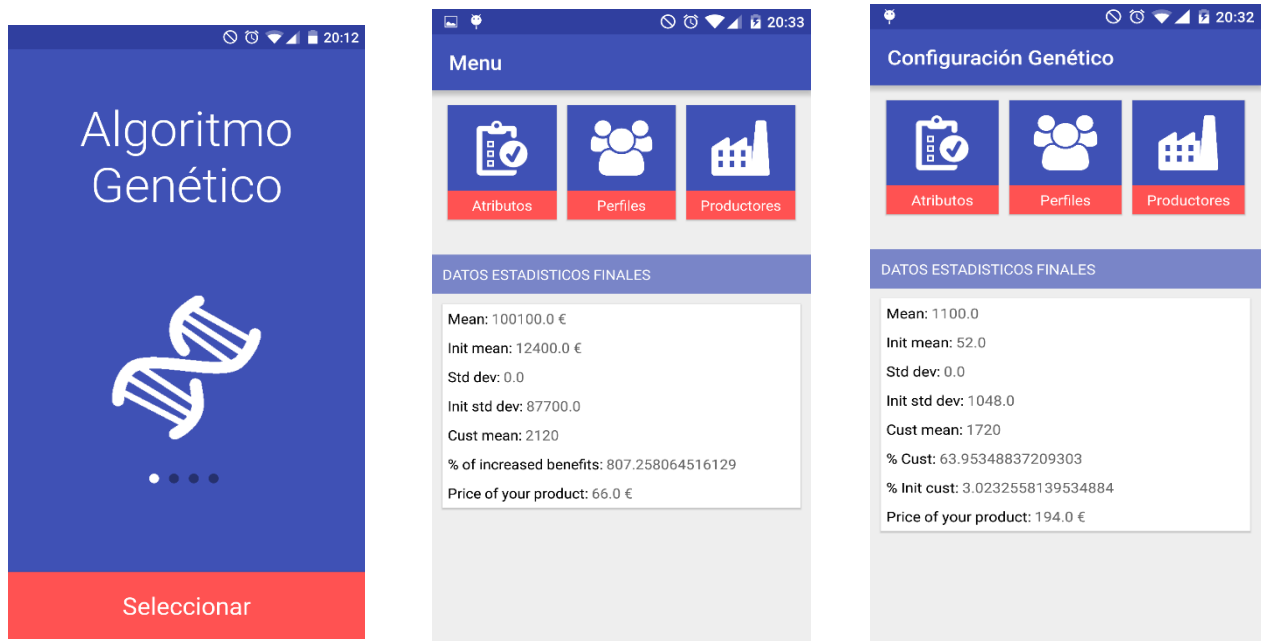 20:12
Algoritmo
Genético
Seleccionar
20:33
Menu
Atributos
Perfiles
Productores
DATOS ESTADISTICOS FINALES
Mean: 100100.0 €
Init mean: 12400.0 €
Std dev: 0.0
Init std dev: 87700.0
Cust mean: 2120
% of increased benefits: 807.258064516129
Price of your product: 66.0 €
20:32
Configuración Genético
Atributos
Perfiles
Productores
DATOS ESTADISTICOS FINALES
Mean: 1100.0
Init mean: 52.0
Std dev: 0.0
Init std dev: 1048.0
Cust mean: 1720
% Cust: 63.95348837209303
% Init cust: 3.0232558139534884
Price of your product: 194.0 €